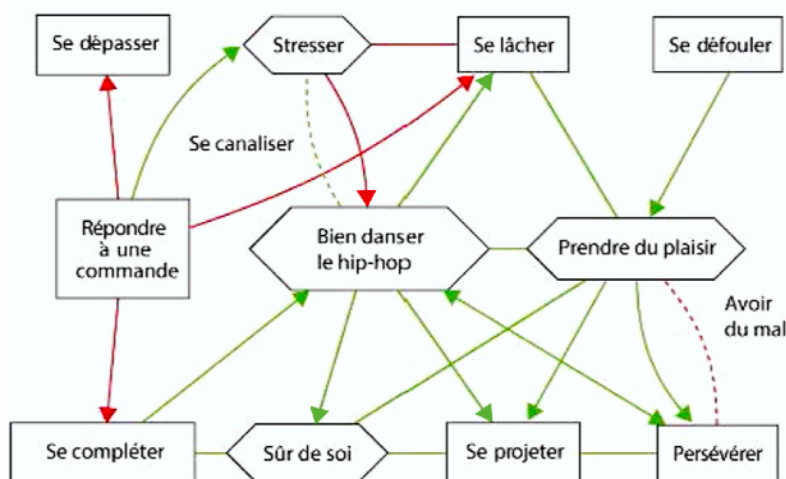 Se dépasser
Stresser
Se lâcher
Se défouler
Se canaliser
Répondre
à une
commande
Bien danser
le hip-hop
Prendre du plaisir
Avoir
du mal
Se compléter
Sûr de soi
Se projeter
Persévérer